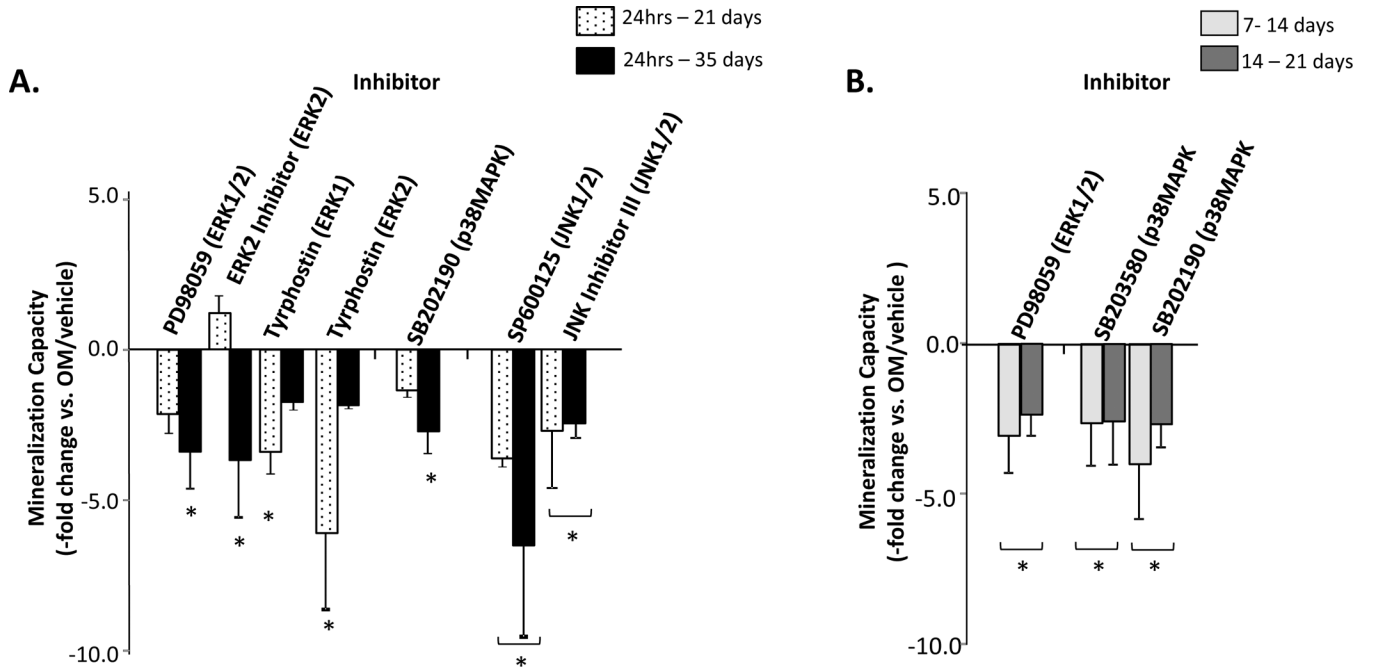 24hrs – 21 days
24hrs – 35 days
7- 14 days
14 – 21 days
A.
Inhibitor
B.
Inhibitor
PD98059 (ERK1/2)
ERK2 Inhibitor (ERK2)
Tyrphostin (ERK1)
Tyrphostin (ERK2)
SB202190 (p38MAPK)
SP600125 (JNK1/2)
JNK Inhibitor III (JNK1/2)
PD98059 (ERK1/2)
SB203580 (p38MAPK
SB202190 (p38MAPK
Mineralization Capacity
(-fold change vs. OM/vehicle)
5.0
0.0
-5.0
-10.0
* * * * * * *
Mineralization Capacity
(-fold change vs. OM/vehicle )
5.0
0.0
-5.0
-10.0
* * *